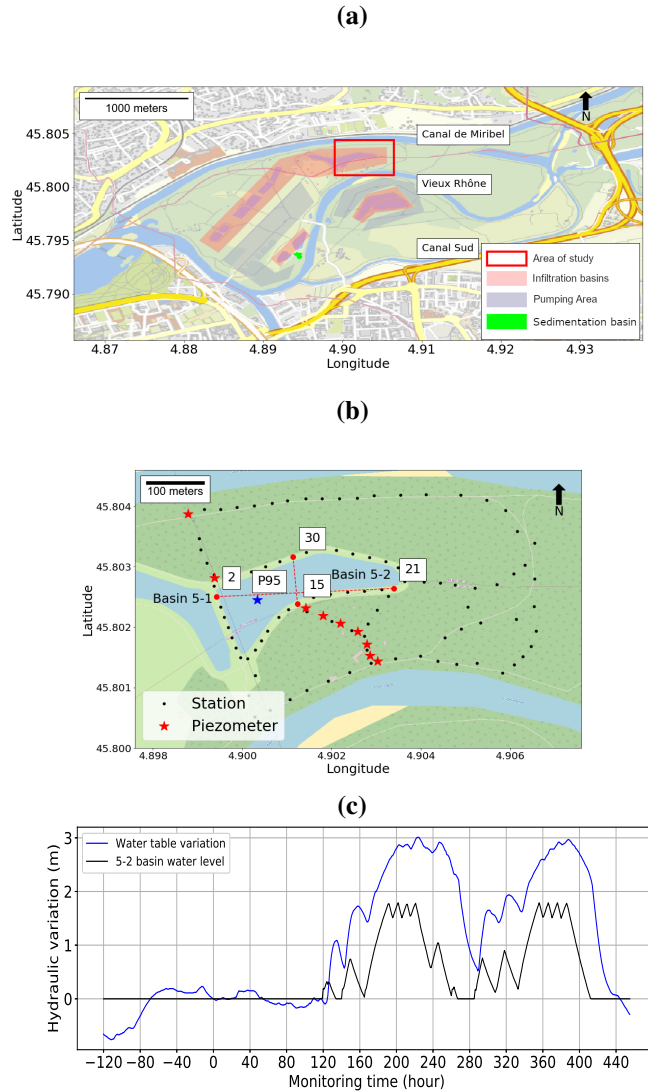 (a)
1000 meters
N
Canal de Miribel
Vieux Rhône
Canal Sud
Area of study
Infiltration basins
Pumping Area
Sedimentation basin
45.805
45.800
45.795
45.790
Latitude
4.87 4.88 4.89 4.90 4.91 4.92 4.93
Longitude
(b)
100 meters
N
45.804
45.803
45.802
45.801
45.800
Latitude
30
2 P95 15 Basin 5-2 21
Basin 5-1
Station
Piezometer
4.898 4.900 4.902 4.904 4.906
Longitude
(c)
Water table variation
5-2 basin water level
3
2
1
0
Hydraulic variation (m)
−120 −80 −40 0 40 80 120 160 200 240 280 320 360 400 440
Monitoring time (hour)